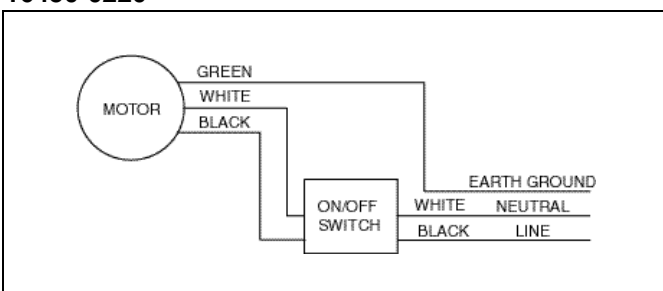 GREEN
WHITE
MOTOR
BLACK
EARTH GROUND
ON/OFF
SWITCH
WHITE NEUTRAL
BLACK LINE